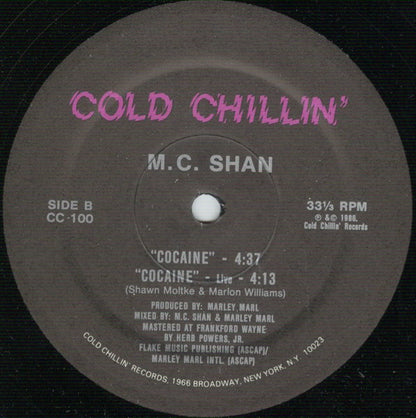 COLD CHILLIN'
M.C. SHAN
SIDE B
CC-100
33⅓ RPM
℗ &© 1986,
Cold Chillin' Records
"COCAINE" - 4:37
"COCAINE" - Live - 4:13
(Shawn Moltke & Marlon Williams)
PRODUCED BY: MARLEY MARL
MIXED BY: M.C. SHAN & MARLEY MARL
MASTERED AT FRANKFORD WAYNE
BY HERB POWERS, JR.
FLAKE MUSIC PUBLISHING (ASCAP)/
MARLEY MARL INTL. (ASCAP)
COLD CHILLIN' RECORDS, 1966 BROADWAY, NEW YORK, N.Y. 10023